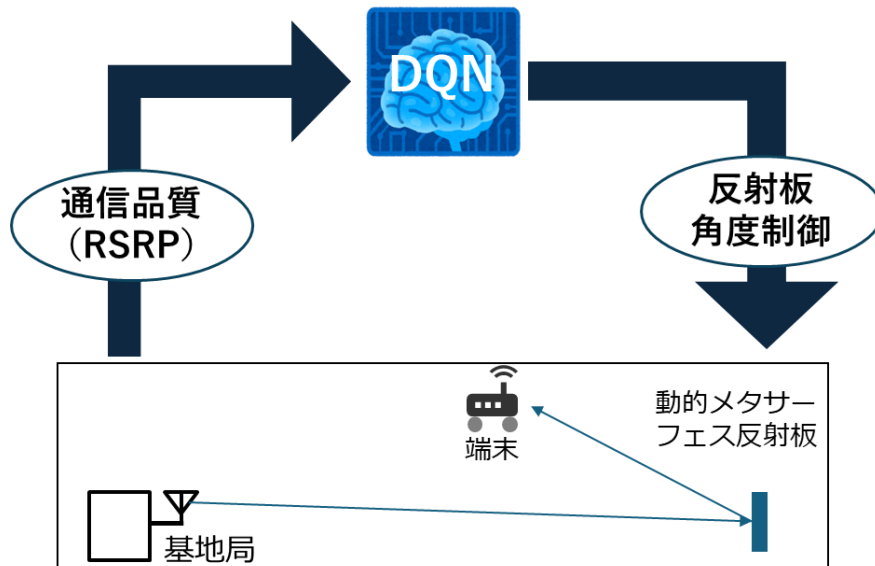 DQN
通信品質
（RSRP）
反射板
角度制御
動的メタサー
フェス反射板
端末
基地局